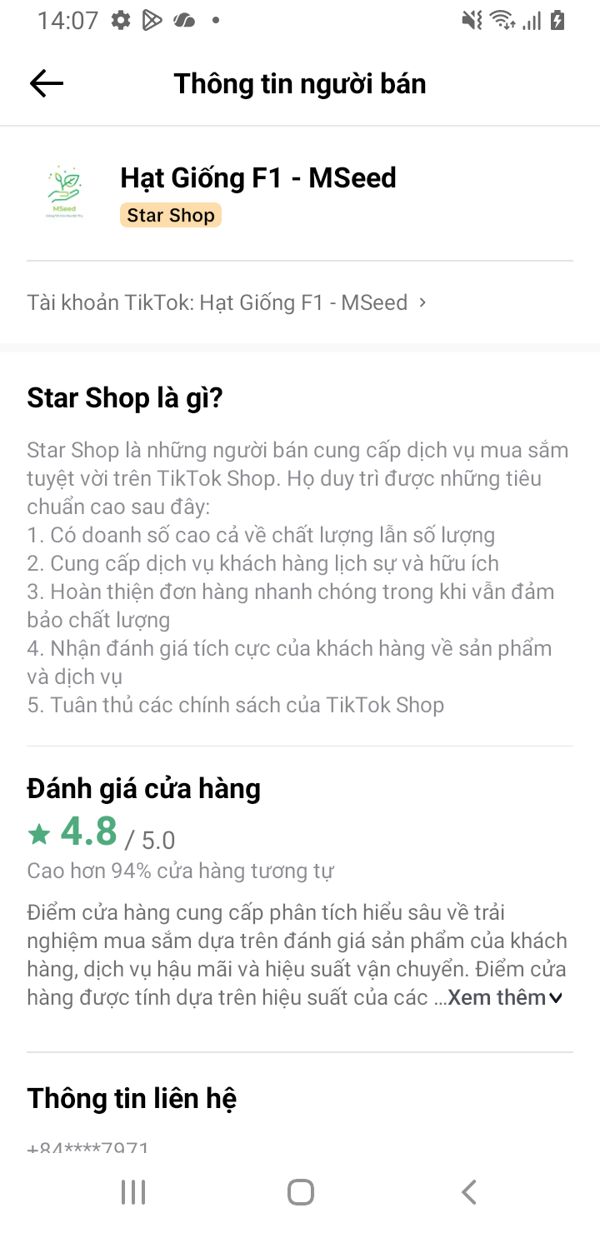 14:07
Thông tin người bán
Hạt Giống F1 - MSeed
MSeed
Star Shop
Tài khoản TikTok: Hạt Giống F1 - MSeed
Star Shop là gì?
Star Shop là những người bán cung cấp dịch vụ mua sắm
tuyệt vời trên TikTok Shop. Họ duy trì được những tiêu
chuẩn cao sau đây:
1. Có doanh số cao cả về chất lượng lẫn số lượng
2. Cung cấp dịch vụ khách hàng lịch sự và hữu ích
3. Hoàn thiện đơn hàng nhanh chóng trong khi vẫn đảm
bảo chất lượng
4. Nhận đánh giá tích cực của khách hàng về sản phẩm
và dịch vụ
5. Tuân thủ các chính sách của TikTok Shop
Đánh giá cửa hàng
4.8 / 5.0
Cao hơn 94% cửa hàng tương tự
Điểm cửa hàng cung cấp phân tích hiểu sâu về trải
nghiệm mua sắm dựa trên đánh giá sản phẩm của khách
hàng, dịch vụ hậu mãi và hiệu suất vận chuyển. Điểm cửa
hàng được tính dựa trên hiệu suất của các ...Xem thêm
Thông tin liên hệ
+84****7971